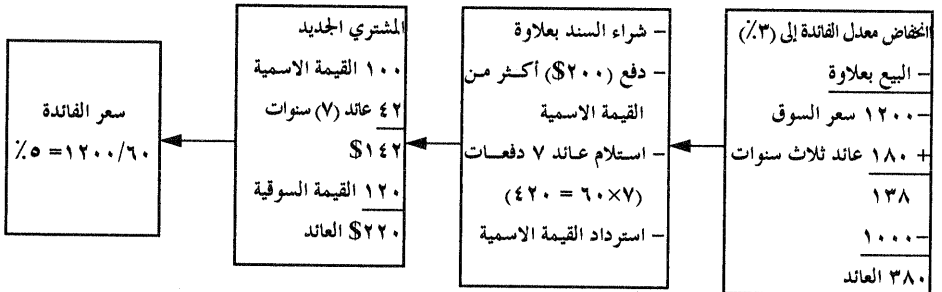 انخفاض معدل الفائدة إلى (٣٪)
– البيع بعلاوة
–١٢٠٠ سعر السوق
+ ١٨٠ عائد ثلاث سنوات
١٣٨
–١٠٠٠
٣٨٠ العائد
– شراء السند بعلاوة
– دفع (٢٠٠$) أكثر من
القيمة الاسمية
– استلام عائد ٧ دفعات
(٧×٦٠ = ٤٢٠)
– استرداد القيمة الاسمية
المشتري الجديد
١٠٠ القيمة الاسمية
٤٢ عائد (٧) سنوات
١٤٢$
١٢٠ القيمة السوقية
٢٢٠$ العائد
سعر الفائدة
١٢٠٠/٦٠=٥٪